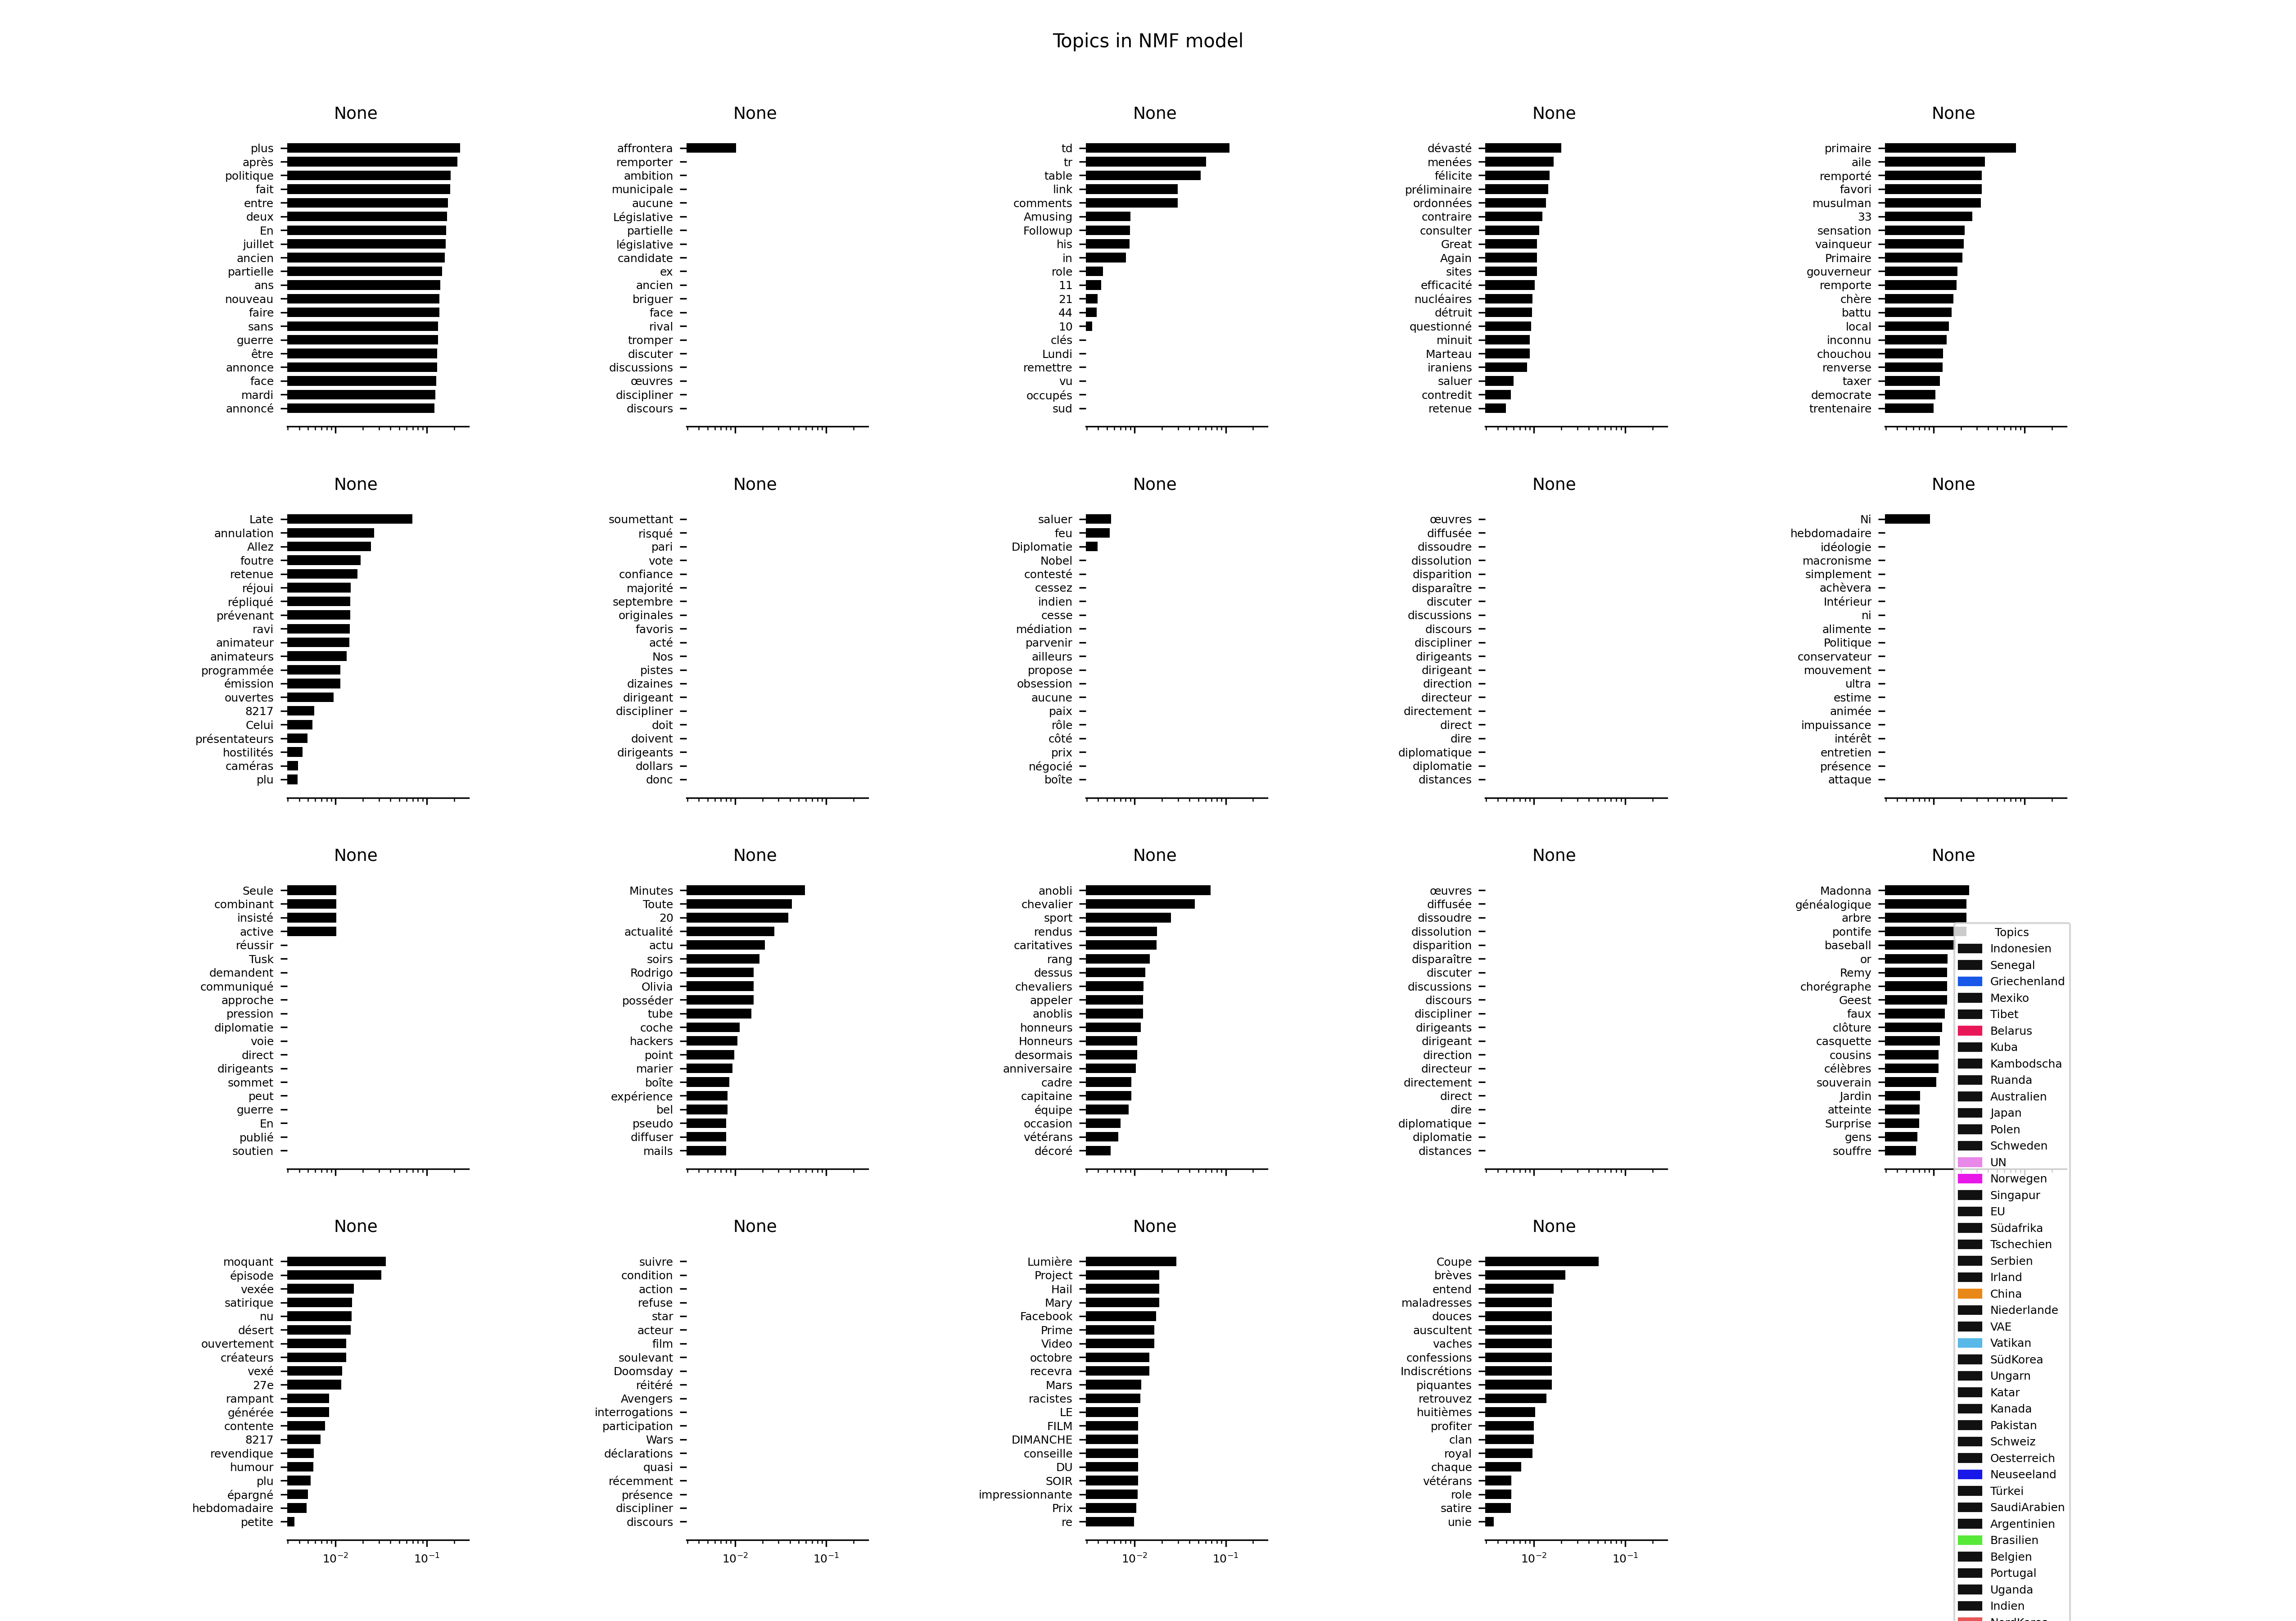 Topics in NMF model
None
plus
après
politique
fait
entre
deux
En
juillet
ancien
partielle
ans
nouveau
faire
sans
guerre
être
annonce
face
mardi
annoncé
None
affrontera
remporter
ambition
municipale
aucune
Législative
partielle
législative
candidate
ex
ancien
briguer
face
rival
tromper
discuter
discussions
œuvres
discipliner
discours
None
td
tr
table
link
comments
Amusing
Followup
his
in
role
11
21
44
10
clés
Lundi
remettre
vu
occupés
sud
None
dévasté
menées
félicite
préliminaire
ordonnées
contraire
consulter
Great
Again
sites
efficacité
nucléaires
détruit
questionné
minuit
Marteau
iraniens
saluer
contredit
retenue
None
primaire
aile
remporté
favori
musulman
33
sensation
vainqueur
Primaire
gouverneur
remporte
chère
battu
local
inconnu
chouchou
renverse
taxer
democrate
trentenaire
None
Late
annulation
Allez
foutre
retenue
réjoui
répliqué
prévenant
ravi
animateur
animateurs
programmée
émission
ouvertes
8217
Celui
présentateurs
hostilités
caméras
plu
None
soumettant
risqué
pari
vote
confiance
majorité
septembre
originales
favoris
acté
Nos
pistes
dizaines
dirigeant
discipliner
doit
doivent
dirigeants
dollars
donc
None
saluer
feu
Diplomatie
Nobel
contesté
cessez
indien
cesse
médiation
parvenir
ailleurs
propose
obsession
aucune
paix
rôle
côté
prix
négocié
boîte
None
œuvres
diffusée
dissoudre
dissolution
disparition
disparaître
discuter
discussions
discours
discipliner
dirigeants
dirigeant
direction
directeur
directement
direct
dire
diplomatique
diplomatie
distances
None
Ni
hebdomadaire
idéologie
macronisme
simplement
achèvera
Intérieur
ni
alimente
Politique
conservateur
mouvement
ultra
estime
animée
impuissance
intérêt
entretien
présence
attaque
None
Seule
combinant
insisté
active
réussir
Tusk
demandent
communiqué
approche
pression
diplomatie
voie
direct
dirigeants
sommet
peut
guerre
En
publié
soutien
None
Minutes
Toute
20
actualité
actu
soirs
Rodrigo
Olivia
posséder
tube
coche
hackers
point
marier
boîte
expérience
bel
pseudo
diffuser
mails
None
anobli
chevalier
sport
rendus
caritatives
rang
dessus
chevaliers
appeler
anoblis
honneurs
Honneurs
desormais
anniversaire
cadre
capitaine
équipe
occasion
vétérans
décoré
None
œuvres
diffusée
dissoudre
dissolution
disparition
disparaître
discuter
discussions
discours
discipliner
dirigeants
dirigeant
direction
directeur
directement
direct
dire
diplomatique
diplomatie
distances
None
Madonna
généalogique
arbre
pontife
baseball
or
Remy
chorégraphe
Geest
faux
clôture
casquette
cousins
célèbres
souverain
Jardin
atteinte
Surprise
gens
souffre
Topics
Indonesien
Senegal
Griechenland
Mexiko
Tibet
Belarus
Kuba
Kambodscha
Ruanda
Australien
Japan
Polen
Schweden
UN
Norwegen
Singapur
EU
Südafrika
Tschechien
Serbien
Irland
China
Niederlande
VAE
Vatikan
SüdKorea
Ungarn
Katar
Kanada
Pakistan
Schweiz
Oesterreich
Neuseeland
Türkei
SaudiArabien
Argentinien
Brasilien
Belgien
Portugal
Uganda
Indien
None
moquant
épisode
vexée
satirique
nu
désert
ouvertement
créateurs
vexé
27e
rampant
générée
contente
8217
revendique
humour
plu
épargné
hebdomadaire
petite
10⁻² 10⁻¹
None
suivre
condition
action
refuse
star
acteur
film
soulevant
Doomsday
réitéré
Avengers
interrogations
participation
Wars
déclarations
quasi
récemment
présence
discipliner
discours
10⁻² 10⁻¹
None
Lumière
Project
Hail
Mary
Facebook
Prime
Video
octobre
recevra
Mars
racistes
LE
FILM
DIMANCHE
conseille
DU
SOIR
impressionnante
Prix
re
10⁻² 10⁻¹
None
Coupe
brèves
entend
maladresses
douces
auscultent
vaches
confessions
Indiscrétions
piquantes
retrouvez
huitièmes
profiter
clan
royal
chaque
vétérans
role
satire
unie
10⁻² 10⁻¹